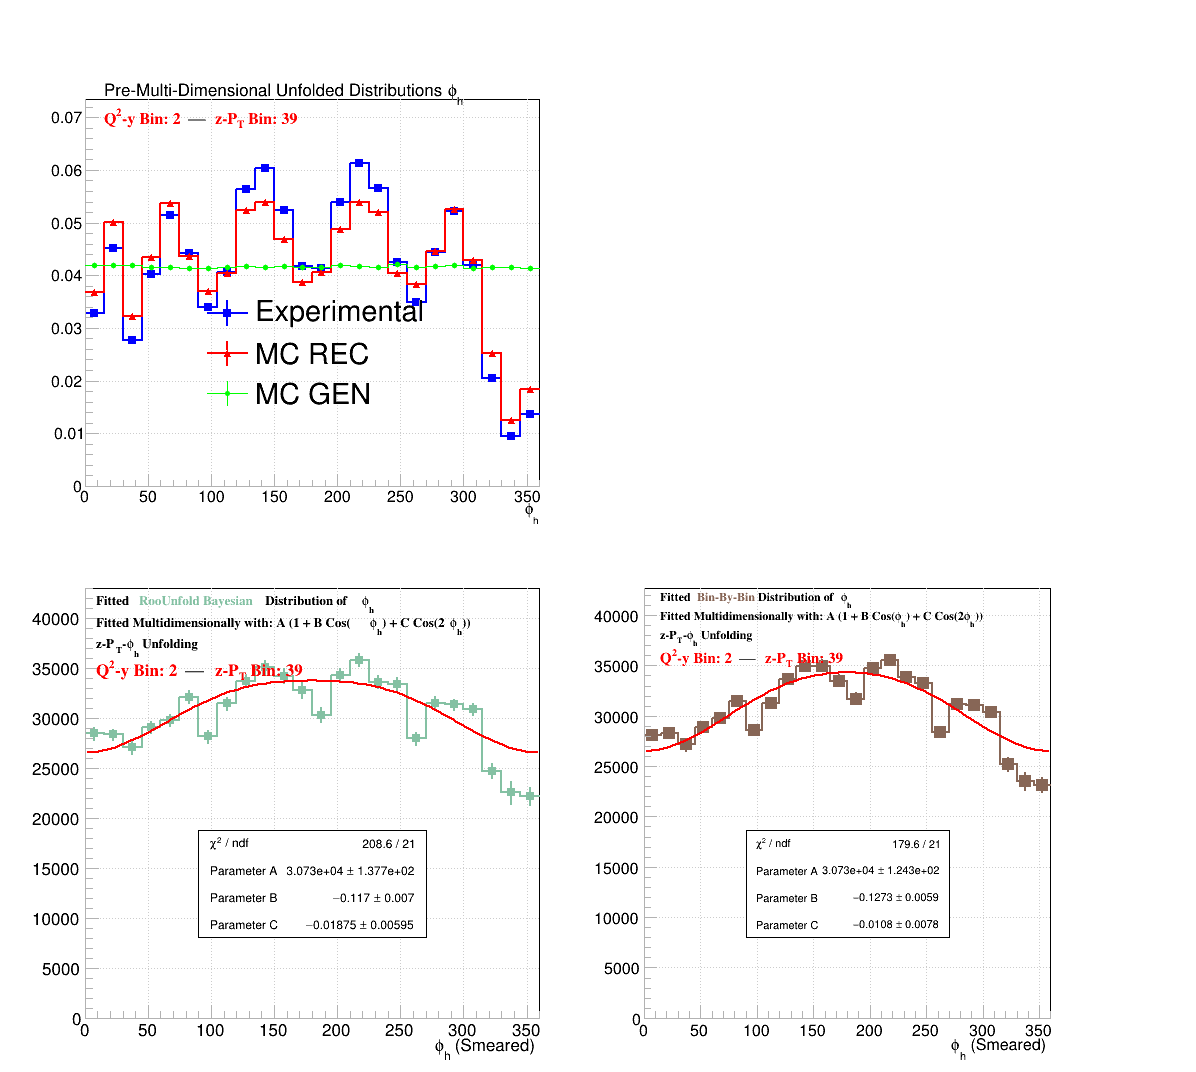 Pre-Multi-Dimensional Unfolded Distributions ϕh
Q2-y Bin: 2 — z-PT Bin: 39
0.07
0.06
0.05
0.04
0.03
0.02
0.01
0
Experimental
MC REC
MC GEN
0 50 100 150 200 250 300 350
ϕh
Fitted RooUnfold Bayesian Distribution of ϕh
Fitted Multidimensionally with: A (1 + B Cos(ϕh) + C Cos(2 ϕh))
z-PT-ϕh Unfolding
Q2-y Bin: 2 — z-PT Bin: 39
40000
35000
30000
25000
20000
15000
10000
5000
0
χ2 / ndf 208.6 / 21
Parameter A 3.073e+04 ± 1.377e+02
Parameter B −0.117 ± 0.007
Parameter C −0.01875 ± 0.00595
0 50 100 150 200 250 300 350
ϕh (Smeared)
Fitted Bin-By-Bin Distribution of ϕh
Fitted Multidimensionally with: A (1 + B Cos(ϕh) + C Cos(2ϕh))
z-PT-ϕh Unfolding
Q2-y Bin: 2 — z-PT Bin: 39
40000
35000
30000
25000
20000
15000
10000
5000
0
χ2 / ndf 179.6 / 21
Parameter A 3.073e+04 ± 1.243e+02
Parameter B −0.1273 ± 0.0059
Parameter C −0.0108 ± 0.0078
0 50 100 150 200 250 300 350
ϕh (Smeared)